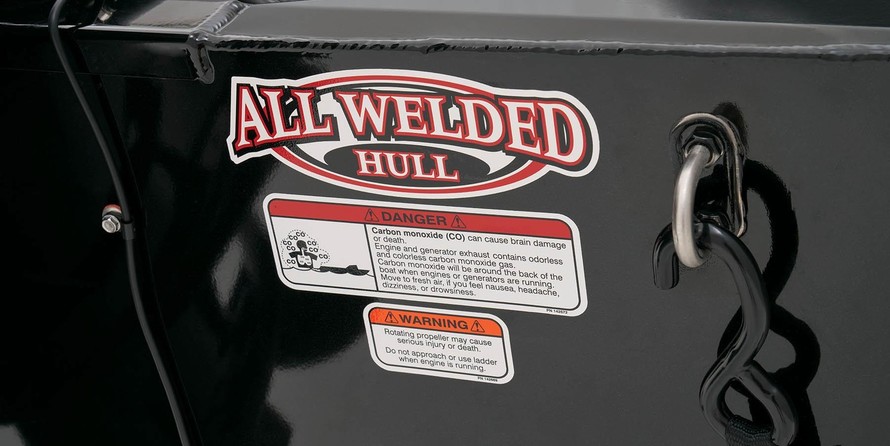 ALL WELDED
HULL
DANGER
Carbon monoxide (CO) can cause brain damage
or death.
Engine and generator exhaust contains odorless
and colorless carbon monoxide gas.
Carbon monoxide will be around the back of the
boat when engines or generators are running.
Move to fresh air, if you feel nausea, headache,
dizziness, or drowsiness.
WARNING
Rotating propeller may cause
serious injury or death.
Do not approach or use ladder
when engine is running.